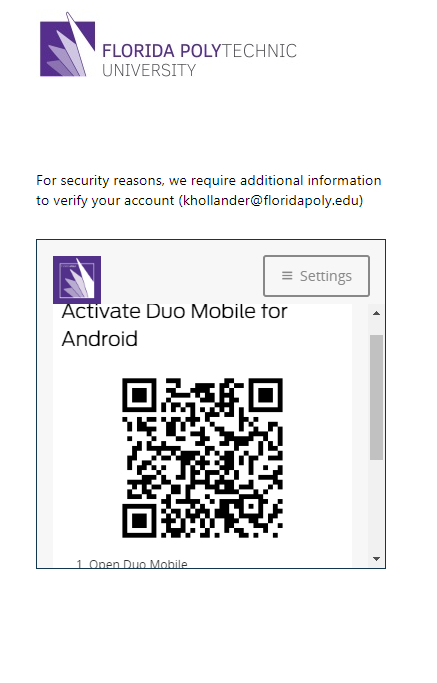 FLORIDA POLYTECHNIC
UNIVERSITY
For security reasons, we require additional information
to verify your account (khollander@floridapoly.edu)
≡ Settings
Activate Duo Mobile for
Android
1. Open Duo Mobile